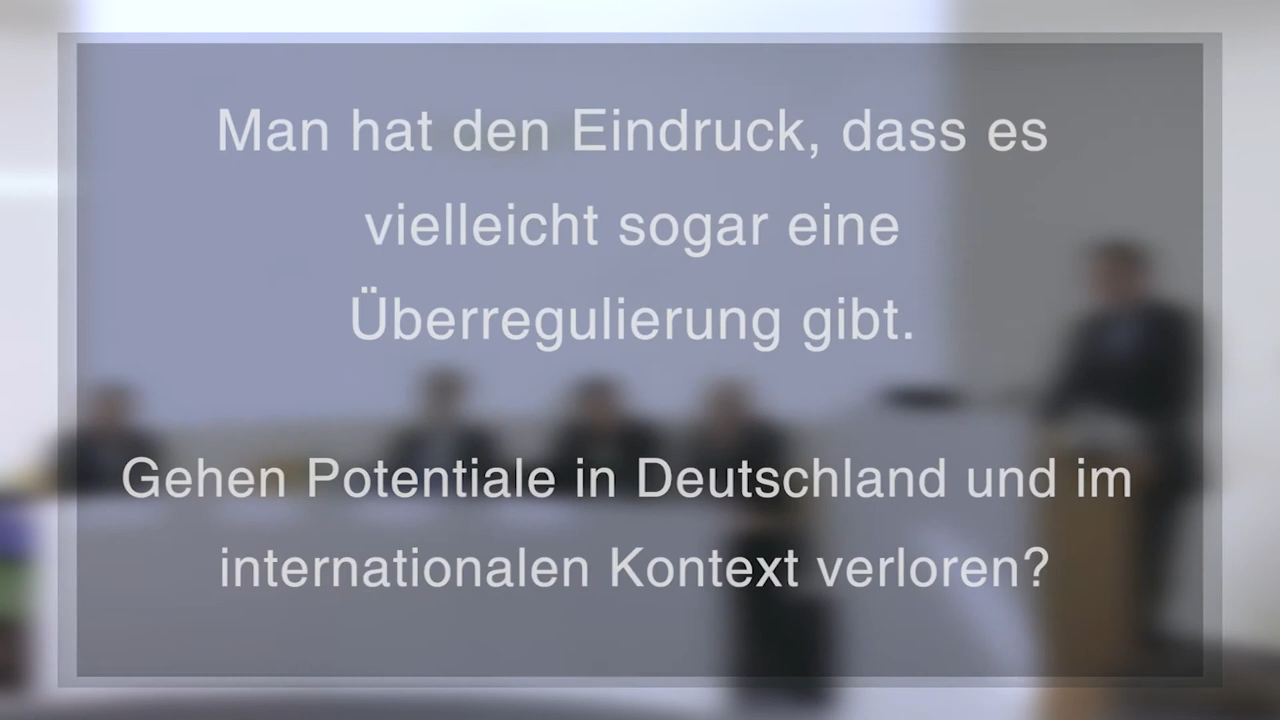 Man hat den Eindruck, dass es
vielleicht sogar eine
Überregulierung gibt.
Gehen Potentiale in Deutschland und im
internationalen Kontext verloren?